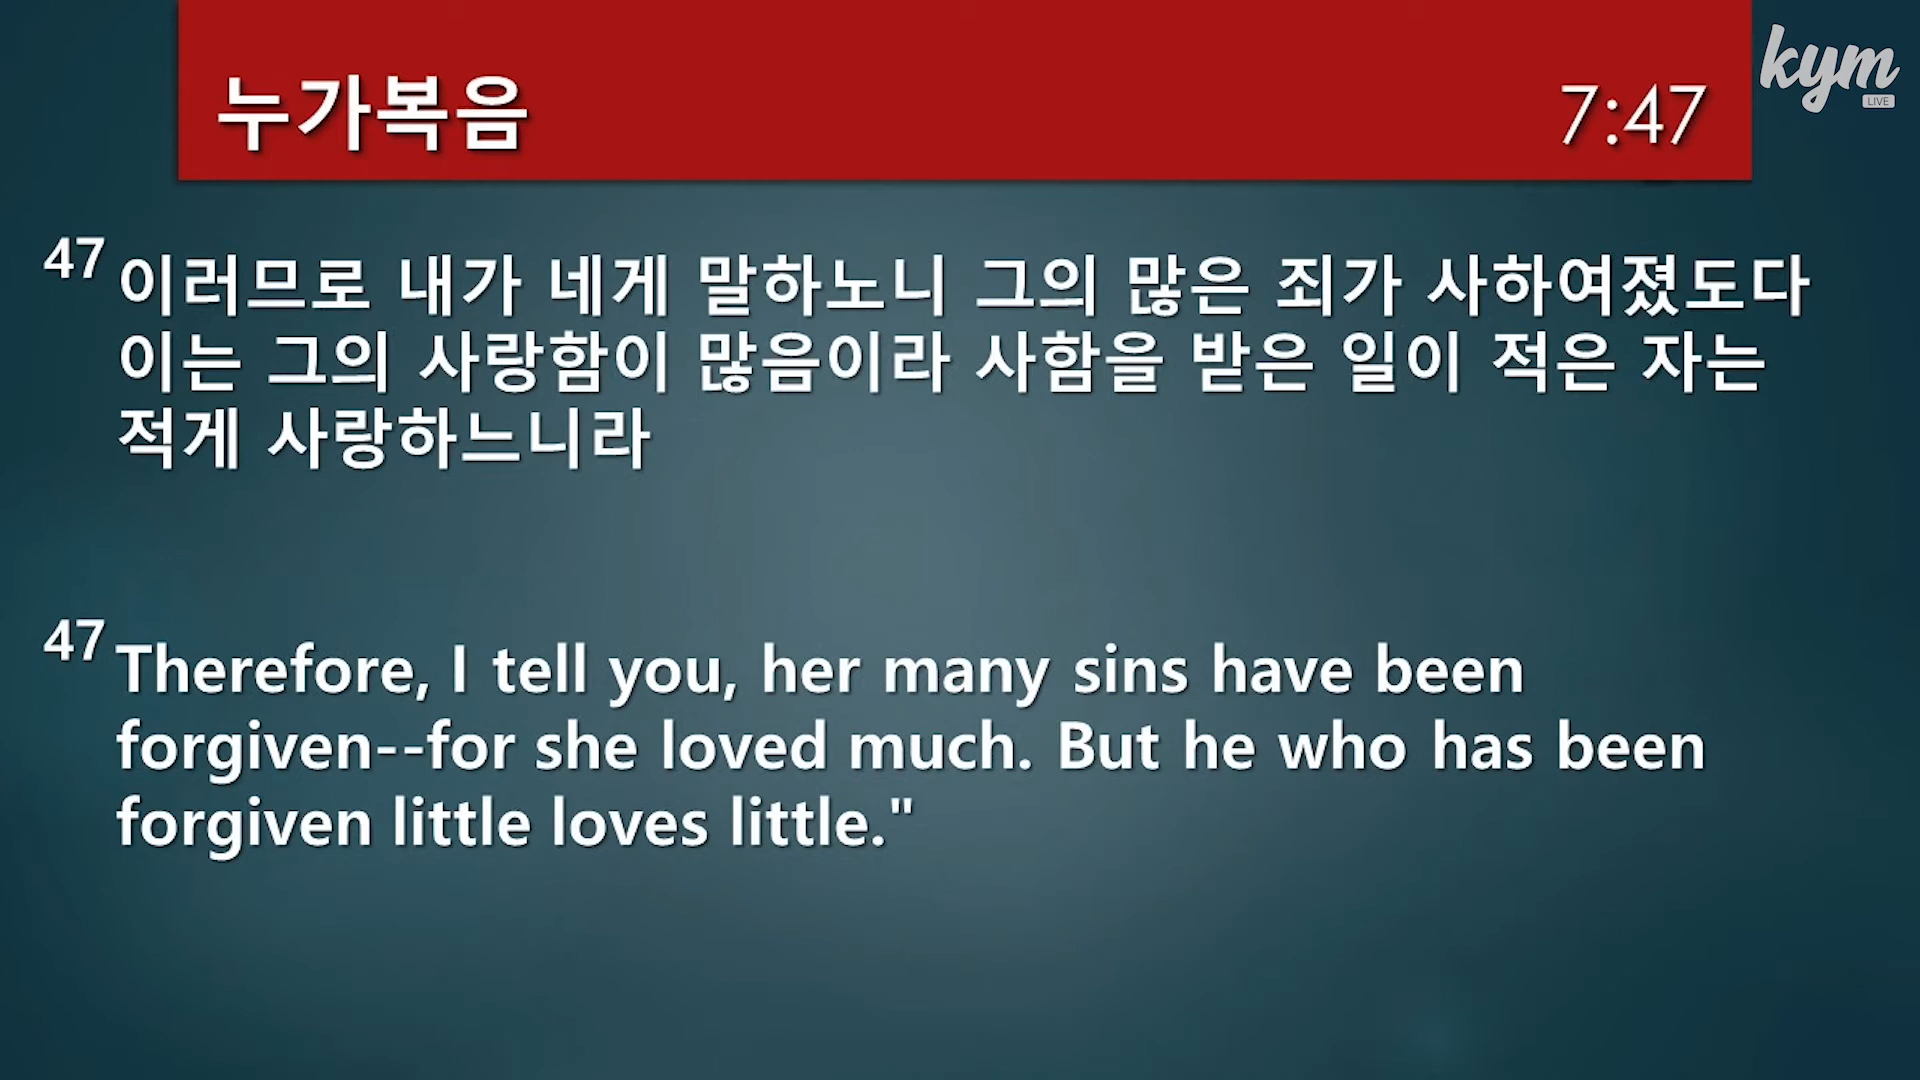 누가복음 7:47
kym
LIVE
47 이러므로 내가 네게 말하노니 그의 많은 죄가 사하여졌도다
이는 그의 사랑함이 많음이라 사함을 받은 일이 적은 자는
적게 사랑하느니라
47 Therefore, I tell you, her many sins have been
forgiven--for she loved much. But he who has been
forgiven little loves little."